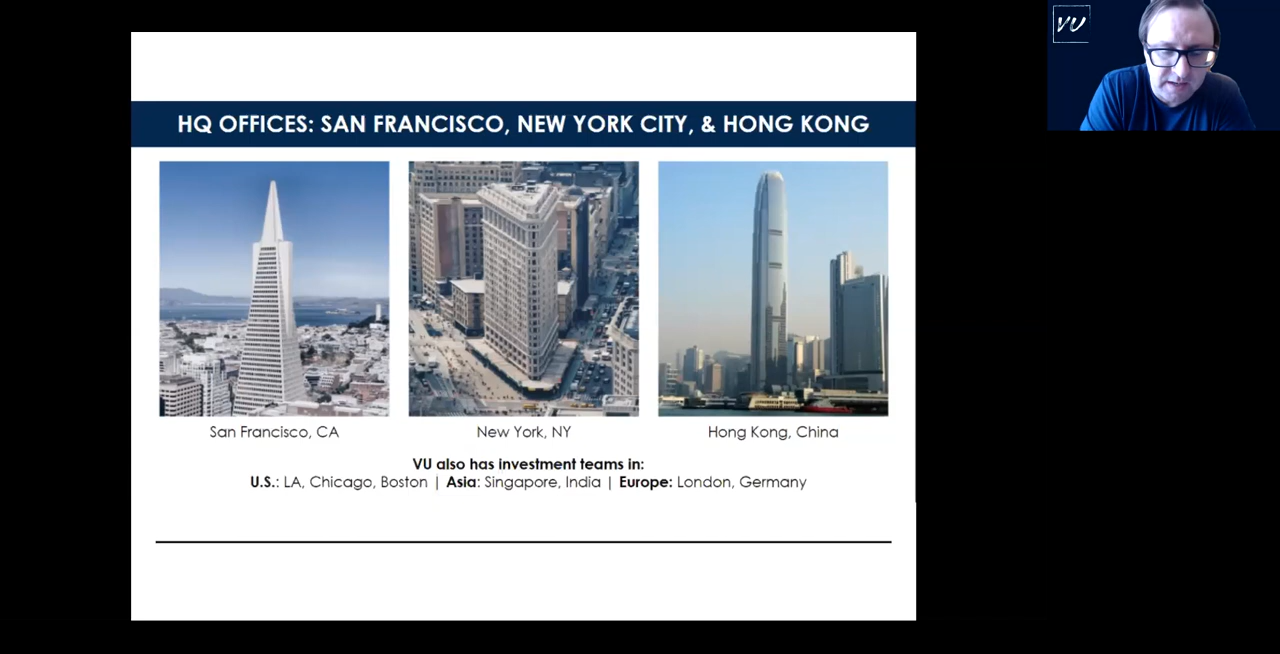 HQ OFFICES: SAN FRANCISCO, NEW YORK CITY, & HONG KONG
San Francisco, CA
New York, NY
Hong Kong, China
VU also has investment teams in:
U.S.: LA, Chicago, Boston | Asia: Singapore, India | Europe: London, Germany
VU